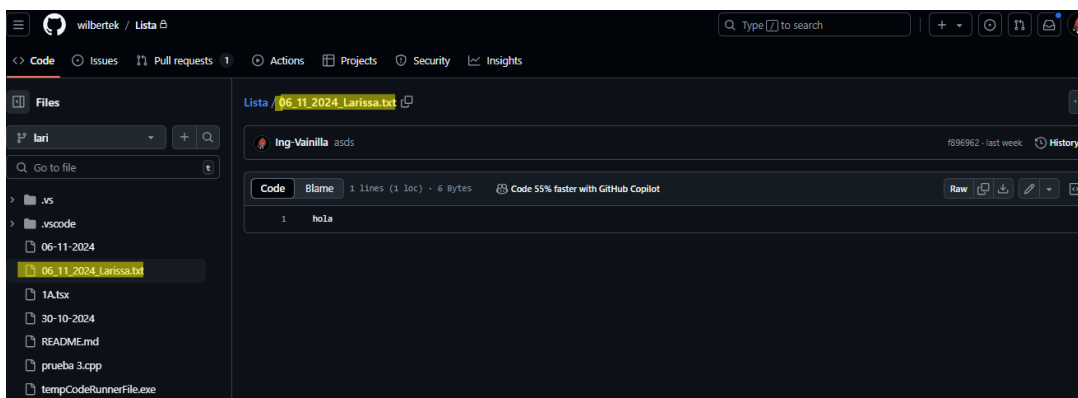 wilbertek / Lista
Type / to search
Code
Issues
Pull requests 1
Actions
Projects
Security
Insights
Files
lari
Go to file
t
.vs
.vscode
06-11-2024
06_11_2024_Larissa.txt
1A.tsx
30-10-2024
README.md
prueba 3.cpp
tempCodeRunnerFile.exe
Lista / 06_11_2024_Larissa.txt
Ing-Vainilla asds
f896962 · last week
History
Code
Blame
1 lines (1 loc) · 6 Bytes
Code 55% faster with GitHub Copilot
Raw
1 hola